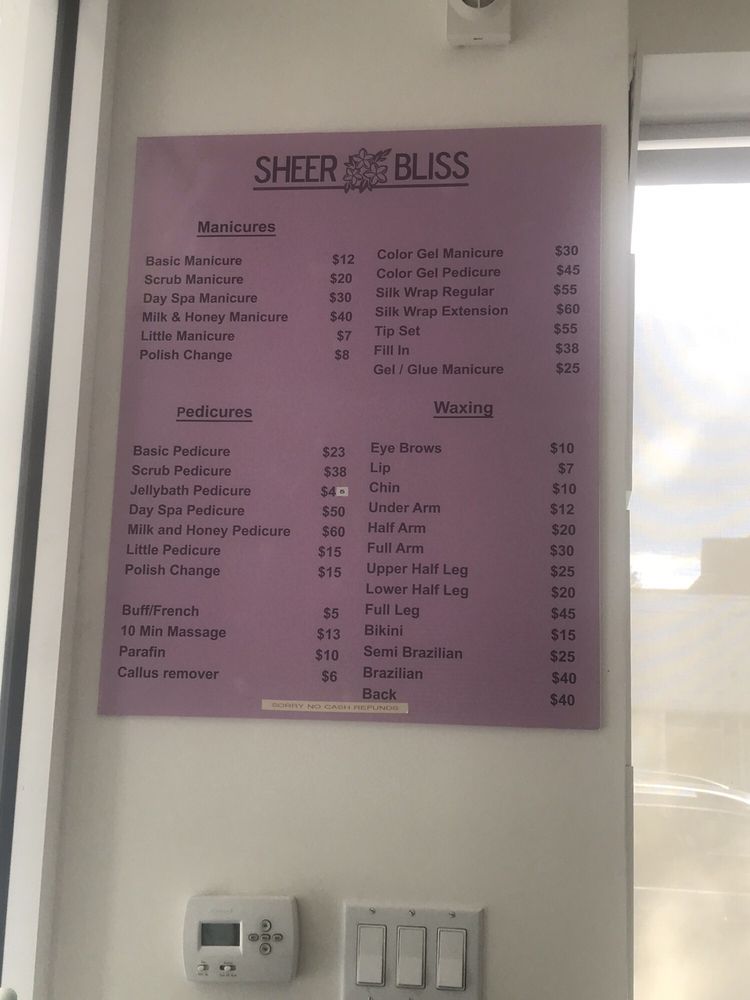 SHEER BLISS
Manicures
Basic Manicure $12
Scrub Manicure $20
Day Spa Manicure $30
Milk & Honey Manicure $40
Little Manicure $7
Polish Change $8
Color Gel Manicure $30
Color Gel Pedicure $45
Silk Wrap Regular $55
Silk Wrap Extension $60
Tip Set $55
Fill In $38
Gel / Glue Manicure $25
Pedicures
Basic Pedicure $23
Scrub Pedicure $38
Jellybath Pedicure
Day Spa Pedicure $50
Milk and Honey Pedicure $60
Little Pedicure $15
Polish Change $15
Buff/French $5
10 Min Massage $13
Parafin $10
Callus remover $6
Waxing
Eye Brows $10
Lip $7
Chin $10
Under Arm $12
Half Arm $20
Full Arm $30
Upper Half Leg $25
Lower Half Leg $20
Full Leg $45
Bikini $15
Semi Brazilian $25
Brazilian $40
Back $40
SORRY NO CASH REFUNDS